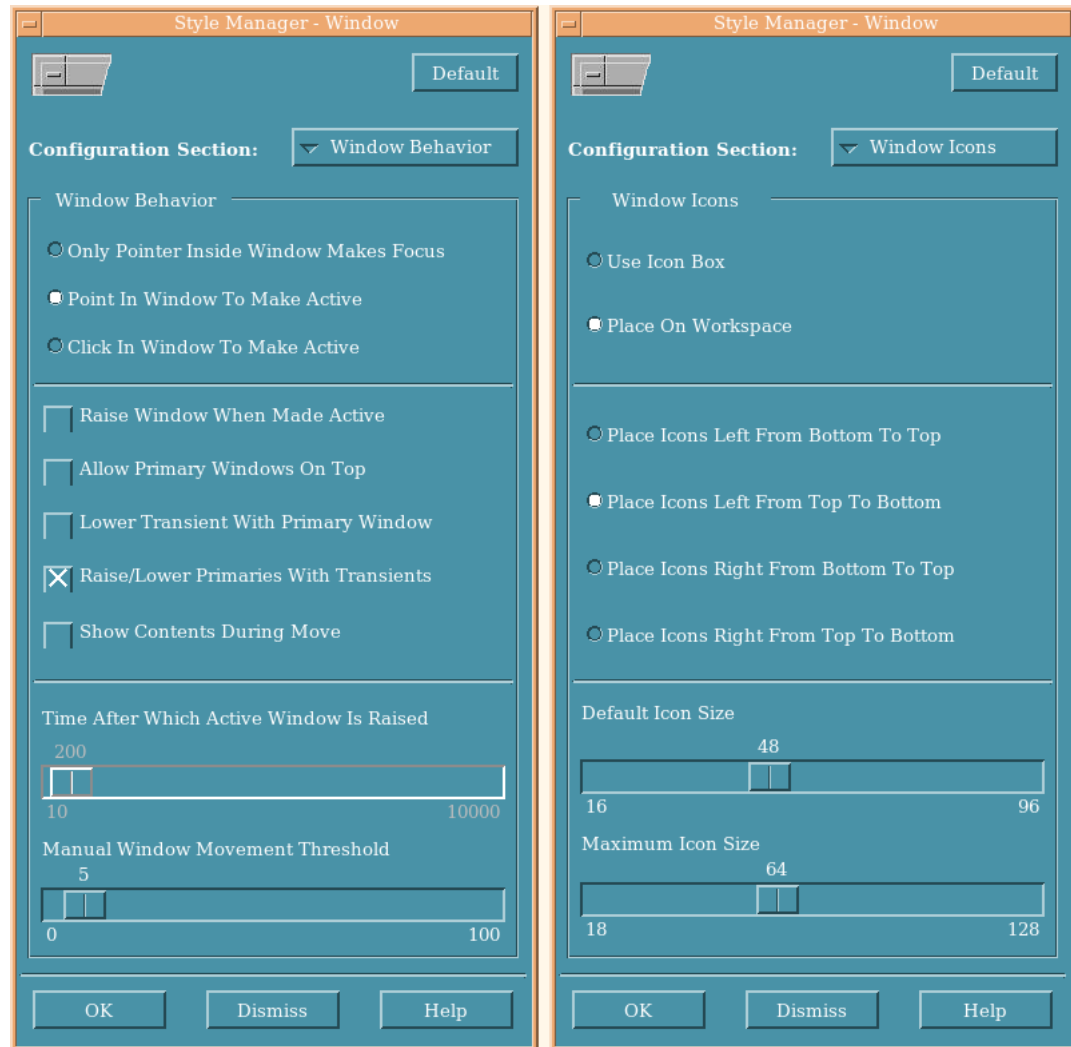 Style Manager - Window
Default
Configuration Section:
Window Behavior
Window Behavior
Only Pointer Inside Window Makes Focus
Point In Window To Make Active
Click In Window To Make Active
Raise Window When Made Active
Allow Primary Windows On Top
Lower Transient With Primary Window
Raise/Lower Primaries With Transients
Show Contents During Move
Time After Which Active Window Is Raised
200
10 10000
Manual Window Movement Threshold
5
0 100
OK Dismiss Help
Style Manager - Window
Default
Configuration Section:
Window Icons
Window Icons
Use Icon Box
Place On Workspace
Place Icons Left From Bottom To Top
Place Icons Left From Top To Bottom
Place Icons Right From Bottom To Top
Place Icons Right From Top To Bottom
Default Icon Size
48
16 96
Maximum Icon Size
64
18 128
OK Dismiss Help